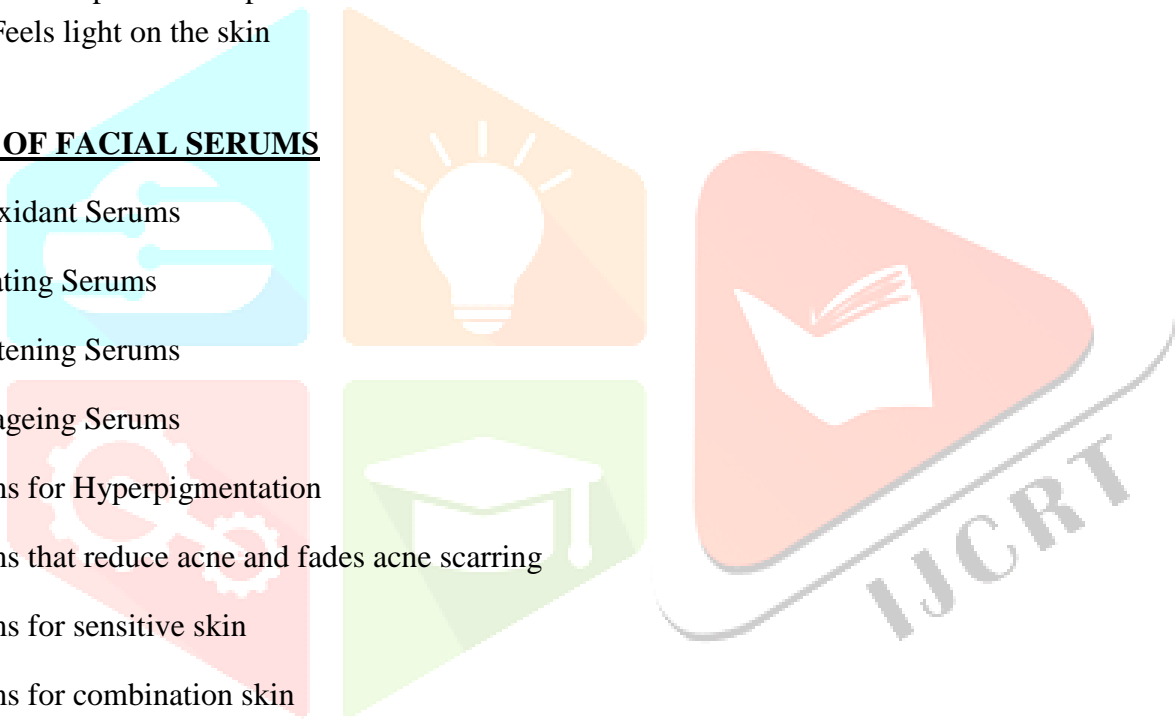 Feels light on the skin
OF FACIAL SERUMS
xidant Serums
ating Serums
tening Serums
ageing Serums
ns for Hyperpigmentation
ns that reduce acne and fades acne scarring
ns for sensitive skin
ns for combination skin
IJCRT